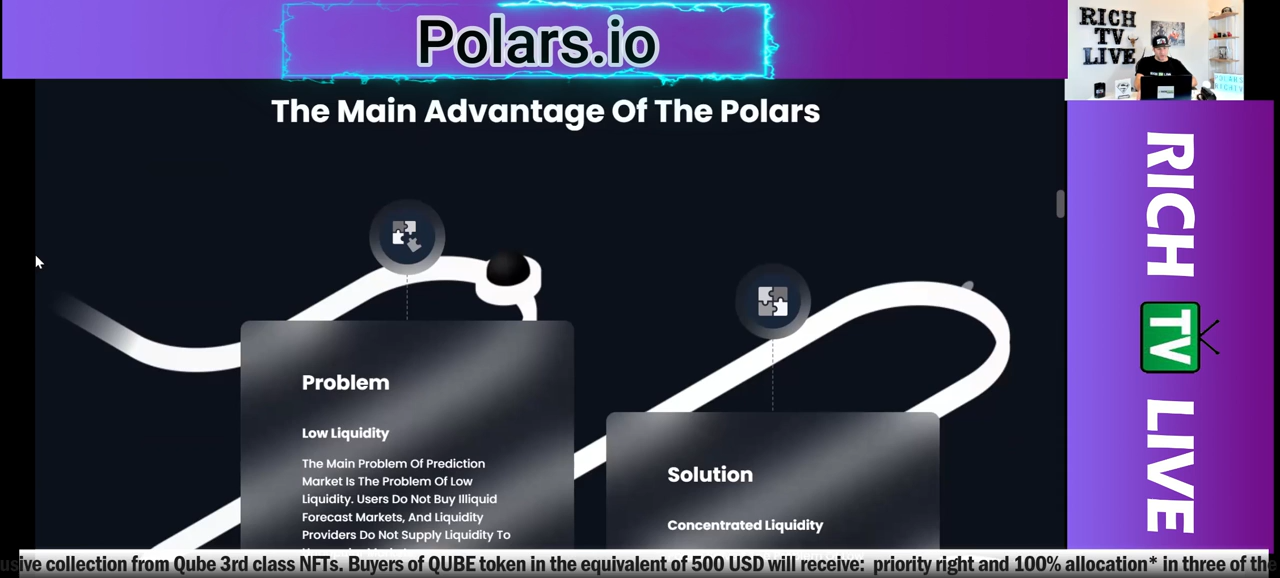 Polars.io
RICH
TV
LIVE
The Main Advantage Of The Polars
RICH TV LIVE
Problem
Low Liquidity
The Main Problem Of Prediction
Market Is The Problem Of Low
Liquidity. Users Do Not Buy Illiquid
Forecast Markets, And Liquidity
Providers Do Not Supply Liquidity To
Solution
Concentrated Liquidity
usive collection from Qube 3rd class NFTs. Buyers of QUBE token in the equivalent of 500 USD will receive: priority right and 100% allocation* in three of the